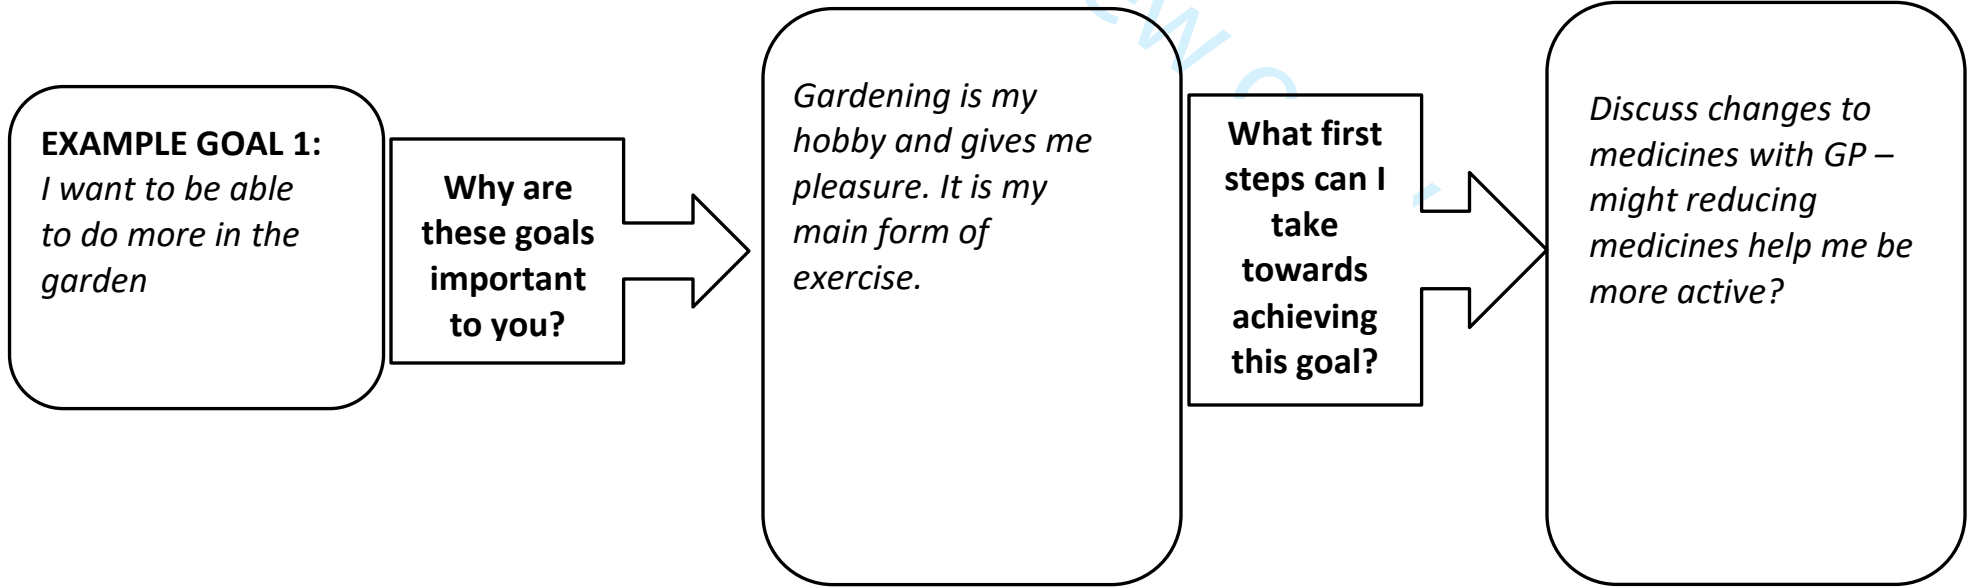 EXAMPLE GOAL 1:
I want to be able
to do more in the
garden
Why are
these goals
important
to you?
Gardening is my
hobby and gives me
pleasure. It is my
main form of
exercise.
What first
steps can I
take
towards
achieving
this goal?
Discuss changes to
medicines with GP –
might reducing
medicines help me be
more active?